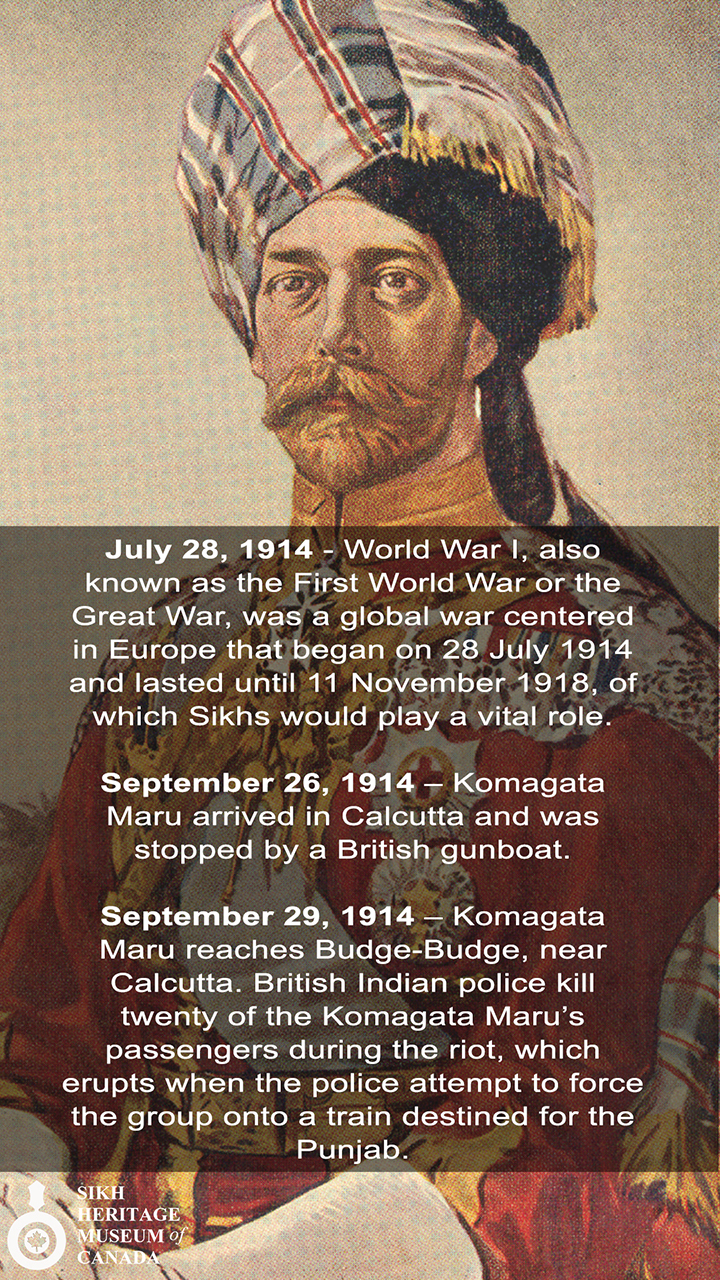 July 28, 1914 - World War I, also
known as the First World War or the
Great War, was a global war centered
in Europe that began on 28 July 1914
and lasted until 11 November 1918, of
which Sikhs would play a vital role.
September 26, 1914 – Komagata
Maru arrived in Calcutta and was
stopped by a British gunboat.
September 29, 1914 – Komagata
Maru reaches Budge-Budge, near
Calcutta. British Indian police kill
twenty of the Komagata Maru’s
passengers during the riot, which
erupts when the police attempt to force
the group onto a train destined for the
Punjab.
SIKH
HERITAGE
MUSEUM of
CANADA